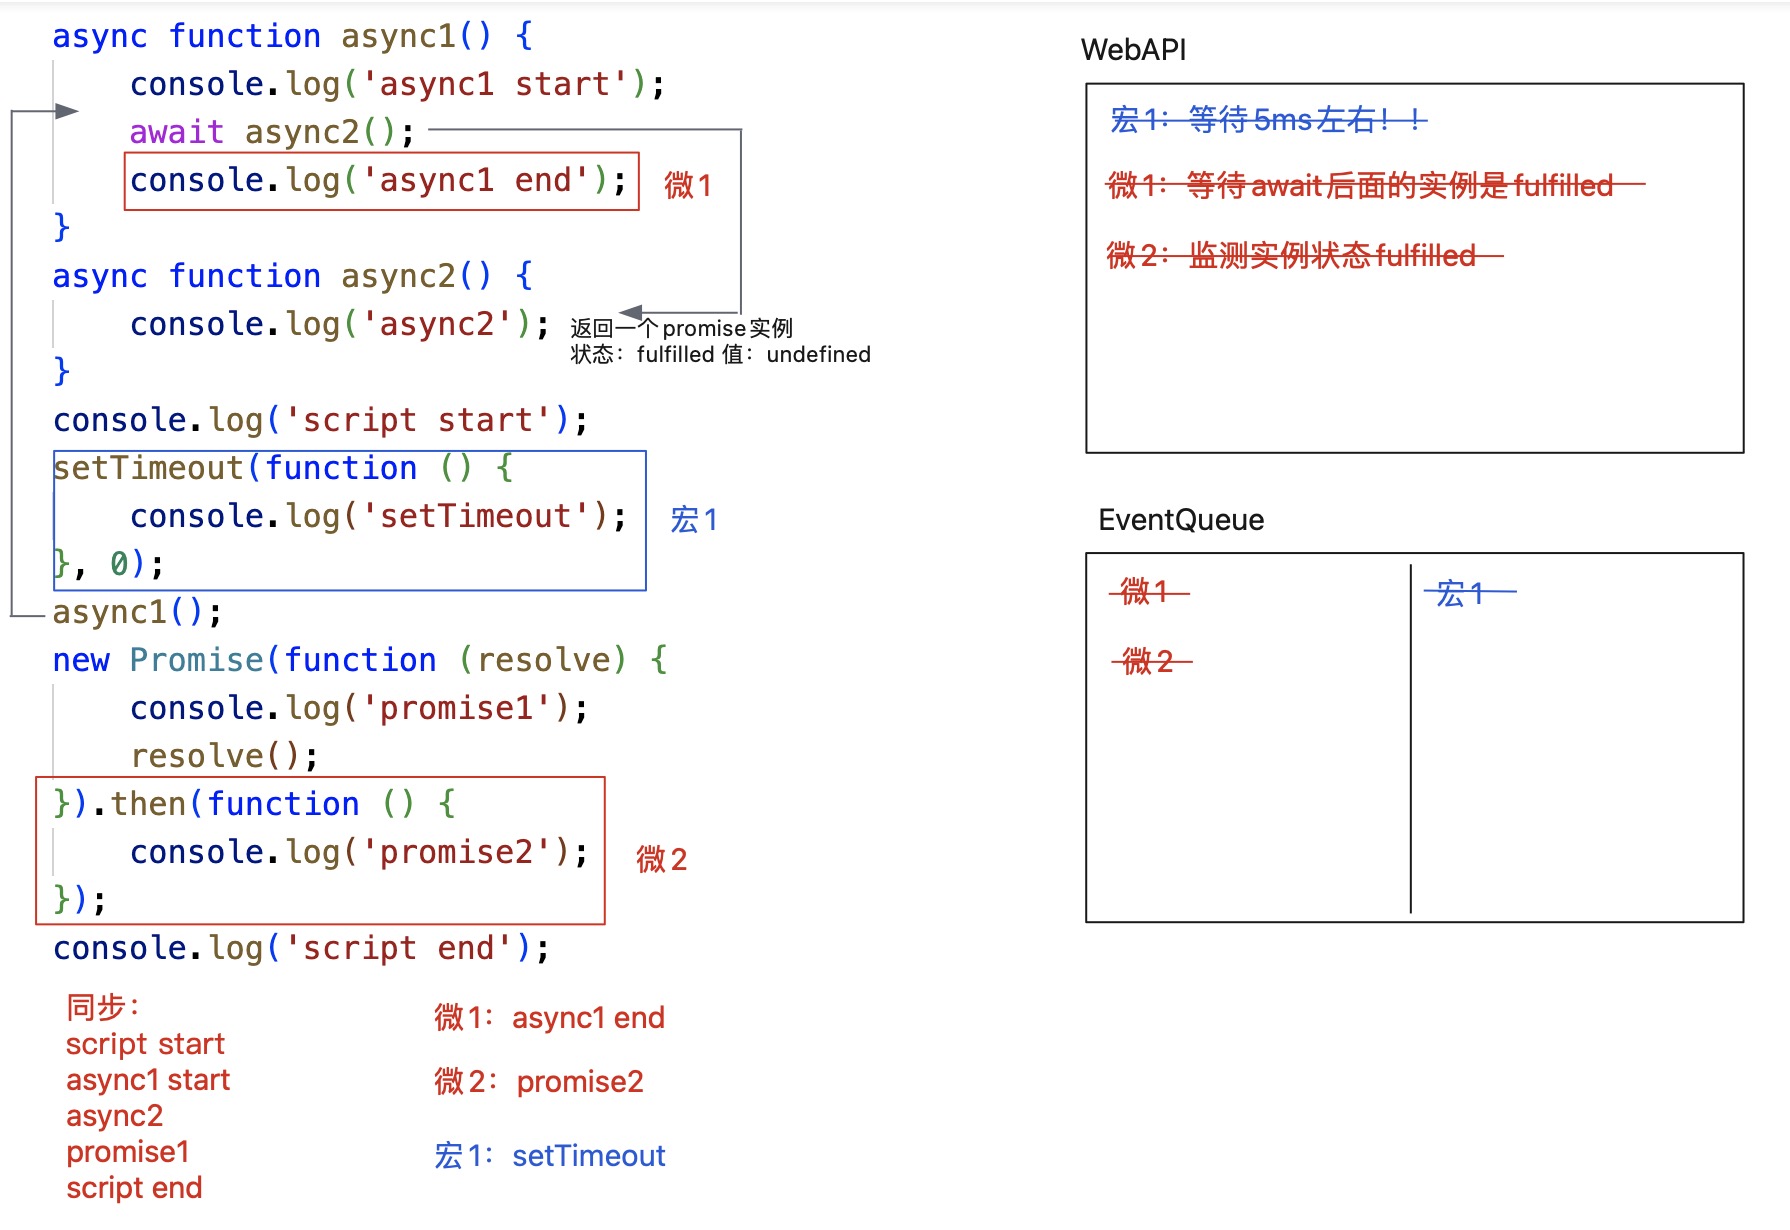 async function async1() {
    console.log('async1 start');
    await async2();
    console.log('async1 end');
微1
}
async function async2() {
    console.log('async2');
返回一个promise实例
状态：fulfilled 值：undefined
}
console.log('script start');
setTimeout(function () {
    console.log('setTimeout');
宏1
}, 0);
async1();
new Promise(function (resolve) {
    console.log('promise1');
    resolve();
}).then(function () {
    console.log('promise2');
微2
});
console.log('script end');
同步：
script start
async1 start
async2
promise1
script end
微1：async1 end
微2：promise2
宏1：setTimeout
WebAPI
宏1：等待5ms左右！！
微1：等待await后面的实例是fulfilled
微2：监测实例状态fulfilled
EventQueue
微1
微2
宏1